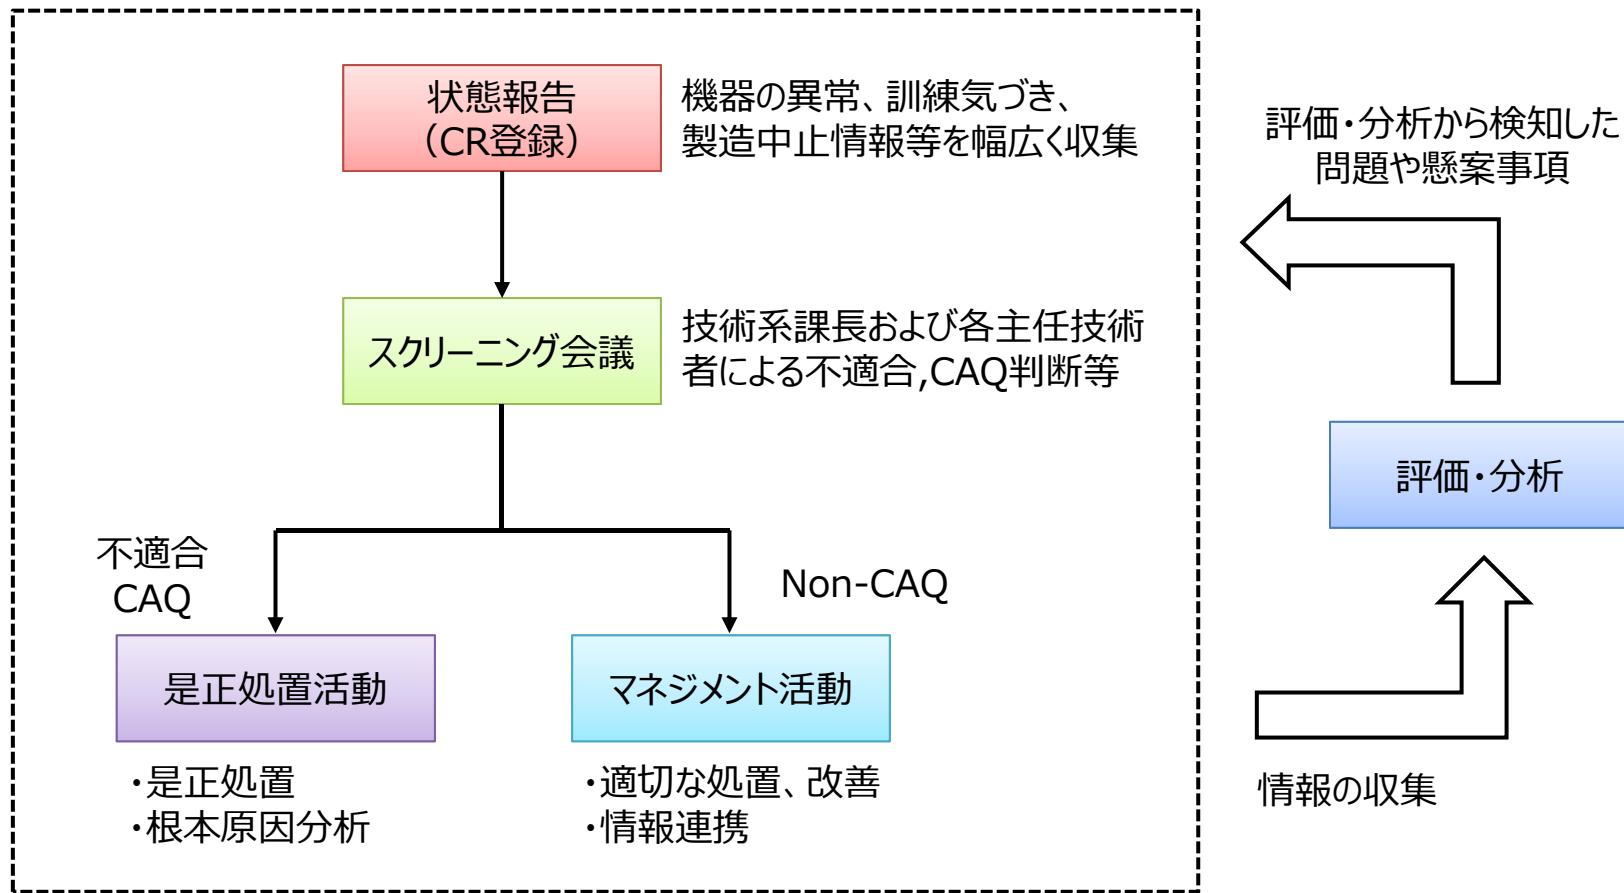 状態報告
（CR登録）
機器の異常、訓練気づき、
製造中止情報等を幅広く収集
評価・分析から検知した
問題や懸案事項
スクリーニング会議
技術系課長および各主任技術
者による不適合,CAQ判断等
評価・分析
不適合
CAQ
Non-CAQ
是正処置活動
マネジメント活動
・是正処置
・根本原因分析
・適切な処置、改善
・情報連携
情報の収集